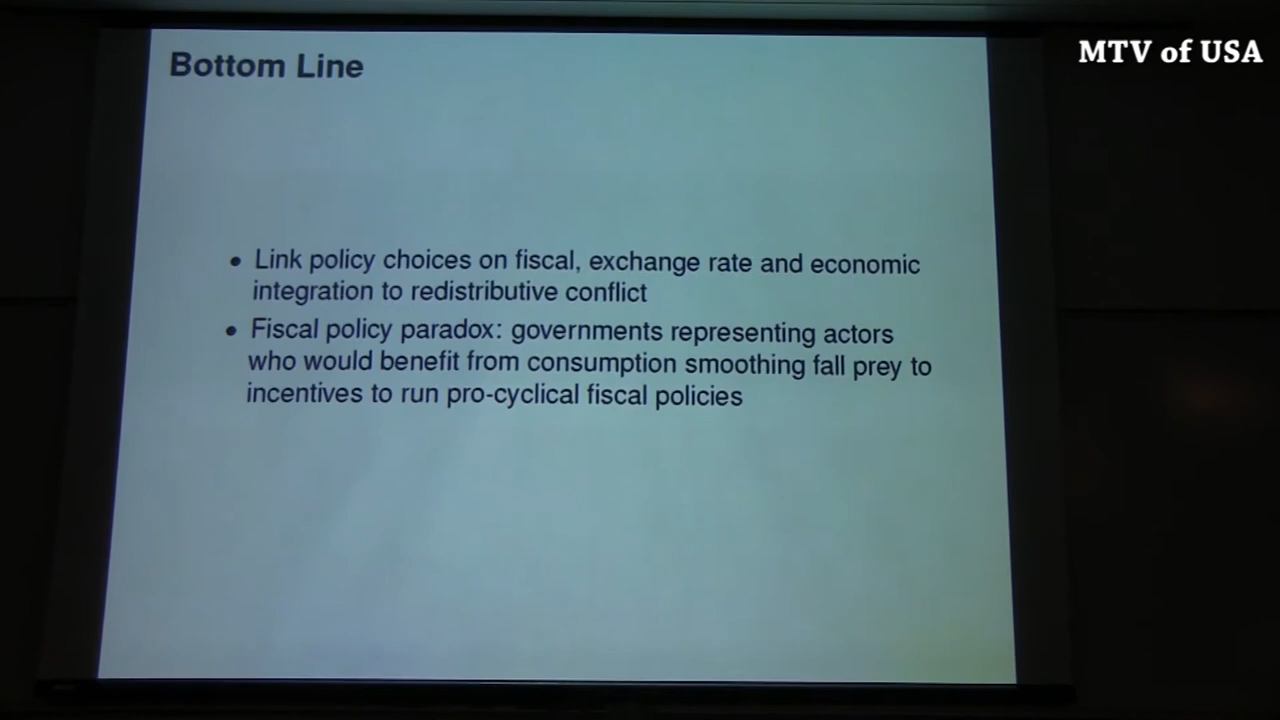 MTV of USA
Bottom Line
• Link policy choices on fiscal, exchange rate and economic
integration to redistributive conflict
• Fiscal policy paradox: governments representing actors
who would benefit from consumption smoothing fall prey to
incentives to run pro-cyclical fiscal policies